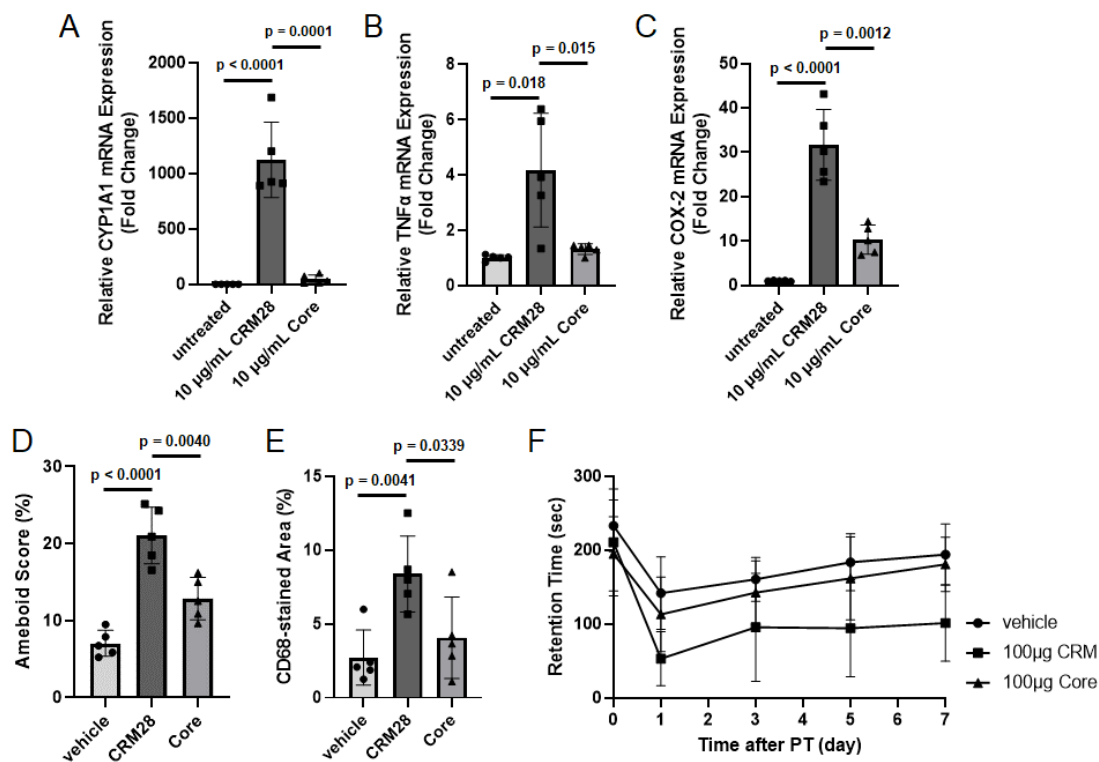 A
Relative CYP1A1 mRNA Expression
(Fold Change)
p < 0.0001
p = 0.0001
2000
1500
1000
500
0
untreated
10 µg/mL CRM28
10 µg/mL Core
B
Relative TNFα mRNA Expression
(Fold Change)
p = 0.018
p = 0.015
8
6
4
2
0
untreated
10 µg/mL CRM28
10 µg/mL Core
C
Relative COX-2 mRNA Expression
(Fold Change)
p < 0.0001
p = 0.0012
50
40
30
20
10
0
untreated
10 µg/mL CRM28
10 µg/mL Core
D
Ameboid Score (%)
p < 0.0001
p = 0.0040
30
20
10
0
vehicle
CRM28
Core
E
CD68-stained Area (%)
p = 0.0041
p = 0.0339
15
10
5
0
vehicle
CRM28
Core
F
Retention Time (sec)
300
200
100
0
0 1 2 3 4 5 6 7
Time after PT (day)
vehicle
100µg CRM
100µg Core